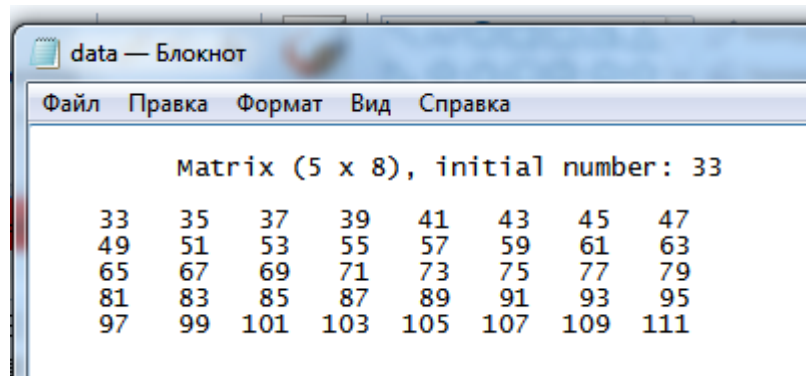 data — Блокнот
Файл Правка Формат Вид Справка
Matrix (5 x 8), initial number: 33
33 35 37 39 41 43 45 47
49 51 53 55 57 59 61 63
65 67 69 71 73 75 77 79
81 83 85 87 89 91 93 95
97 99 101 103 105 107 109 111